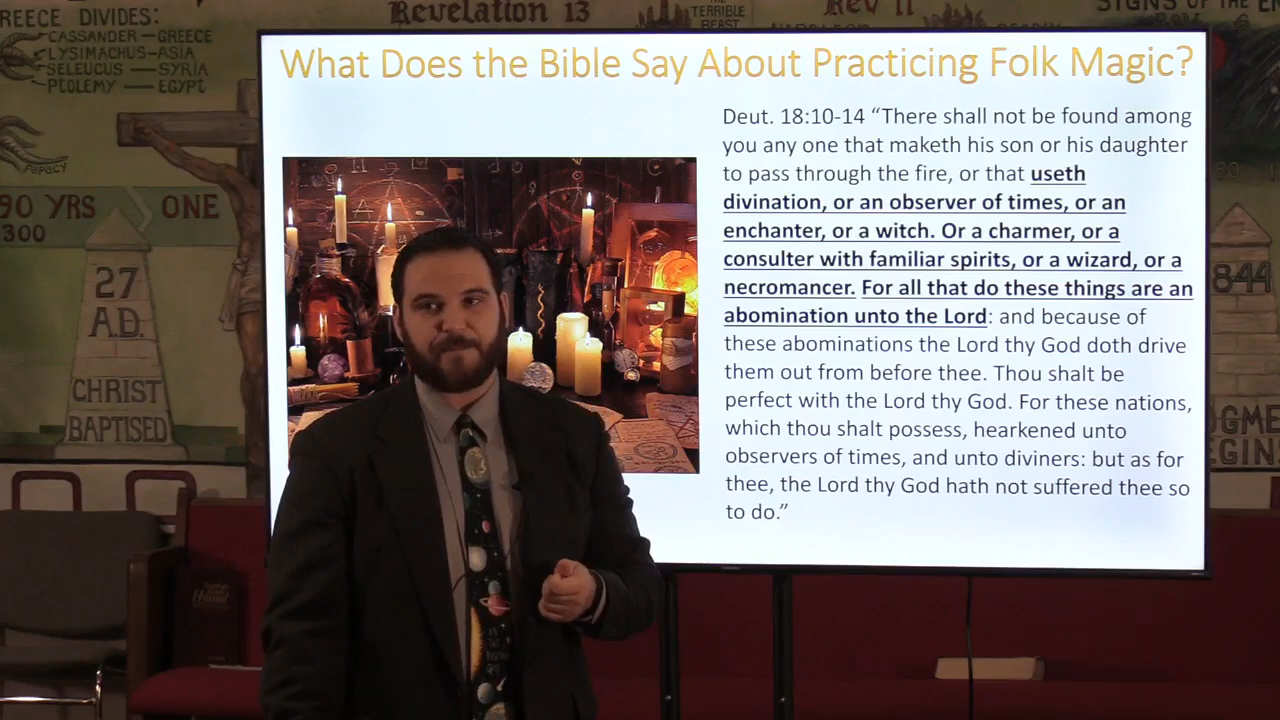 REECE DIVIDES:
CASSANDER — GREECE
LYSIMACHUS — ASIA
SELEUCUS — SYRIA
PTOLEMY — EGYPT
Revelation 13
THE TERRIBLE
BEAST
Rev 11
SIGNS OF THE
What Does the Bible Say About Practicing Folk Magic?
Deut. 18:10-14 “There shall not be found among
you any one that maketh his son or his daughter
to pass through the fire, or that useth
divination, or an observer of times, or an
enchanter, or a witch. Or a charmer, or a
consulter with familiar spirits, or a wizard, or a
necromancer. For all that do these things are an
abomination unto the Lord: and because of
these abominations the Lord thy God doth drive
them out from before thee. Thou shalt be
perfect with the Lord thy God. For these nations,
which thou shalt possess, hearkened unto
observers of times, and unto diviners: but as for
thee, the Lord thy God hath not suffered thee so
to do.”
PAPACY
90 YRS
ONE
300
27
A.D.
CHRIST
BAPTISED
844
GME
EGIN
Hymnal